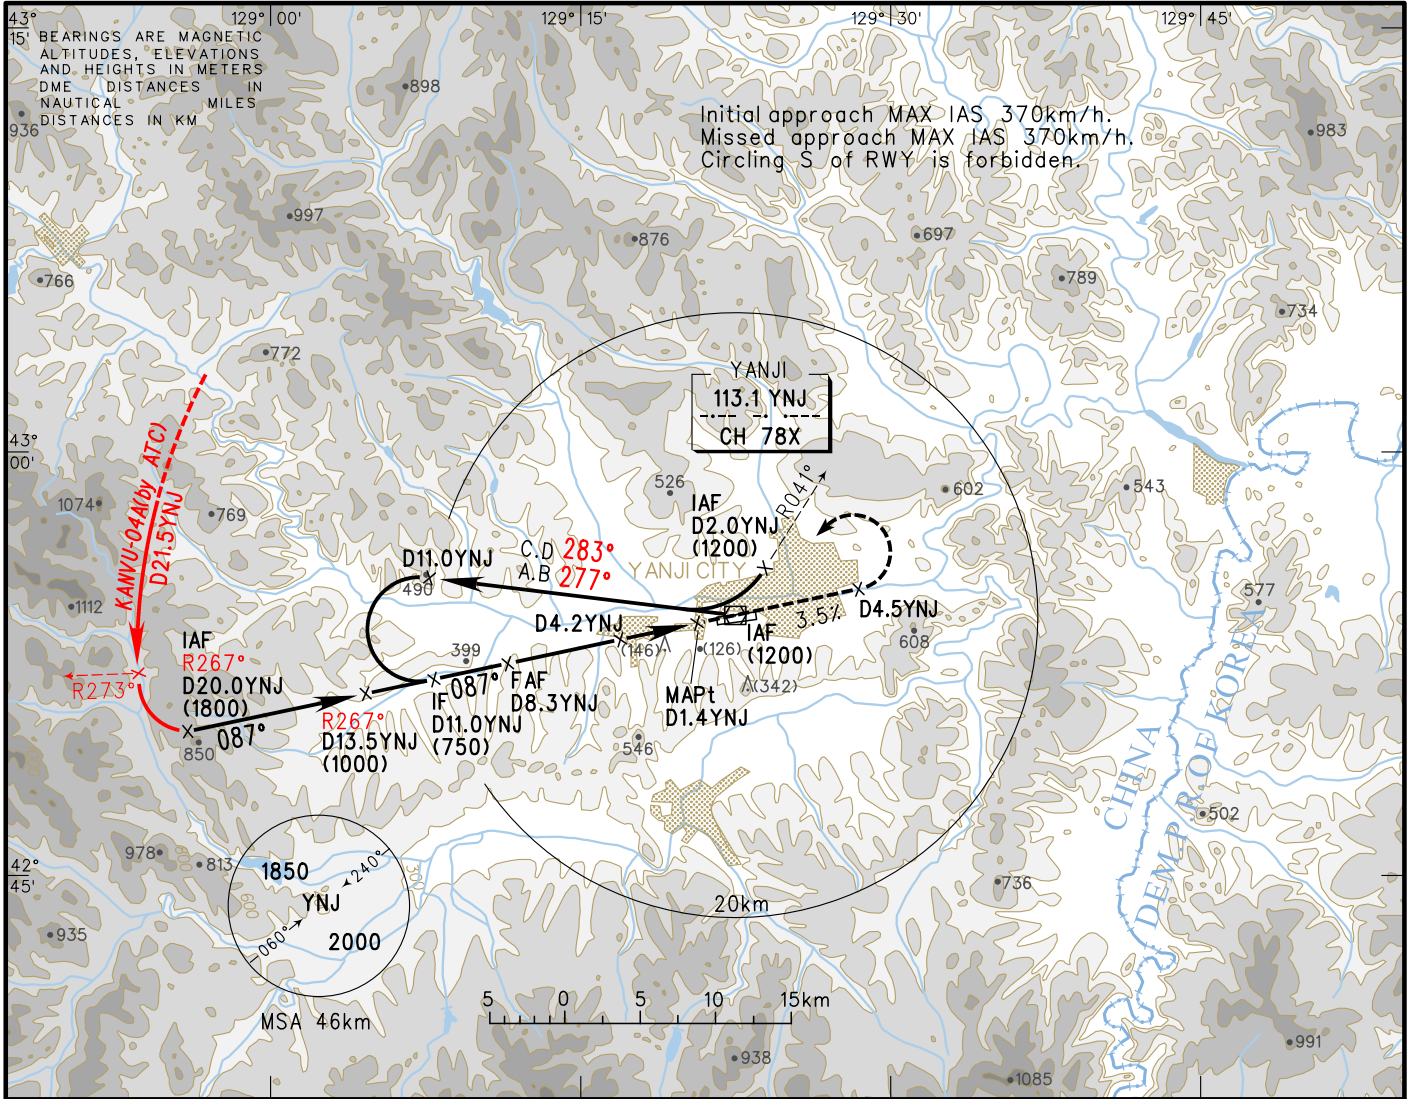 43°
15'
129° 00'
129° 15'
129° 30'
129° 45'
BEARINGS ARE MAGNETIC
ALTITUDES, ELEVATIONS
AND HEIGHTS IN METERS
DME DISTANCES IN
NAUTICAL MILES
DISTANCES IN KM
Initial approach MAX IAS 370km/h.
Missed approach MAX IAS 370km/h.
Circling S of RWY is forbidden.
898
936
983
997
876
697
766
789
734
772
YANJI
113.1 YNJ
CH 78X
43°
00'
KANVU-04A(by ATC)
D21.5YNJ
1074
769
526
602
543
R041°
IAF
D2.0YNJ
(1200)
D11.0YNJ
C.D 283°
A.B 277°
490
YANJI CITY
1112
577
D4.5YNJ
3.5%
D4.2YNJ
IAF
(1200)
608
(146)
(126)
399
(342)
IAF
R267°
D20.0YNJ
(1800)
R273°
087°
850
R267°
D13.5YNJ
(1000)
087°
IF
D11.0YNJ
(750)
FAF
D8.3YNJ
MAPt
D1.4YNJ
546
CHINA
DEM.P.R.OF KOREA
502
978
813
600
600
300
42°
45'
1850
240°
YNJ
060°
2000
MSA 46km
935
736
20km
5 0 5 10 15km
938
991
1085